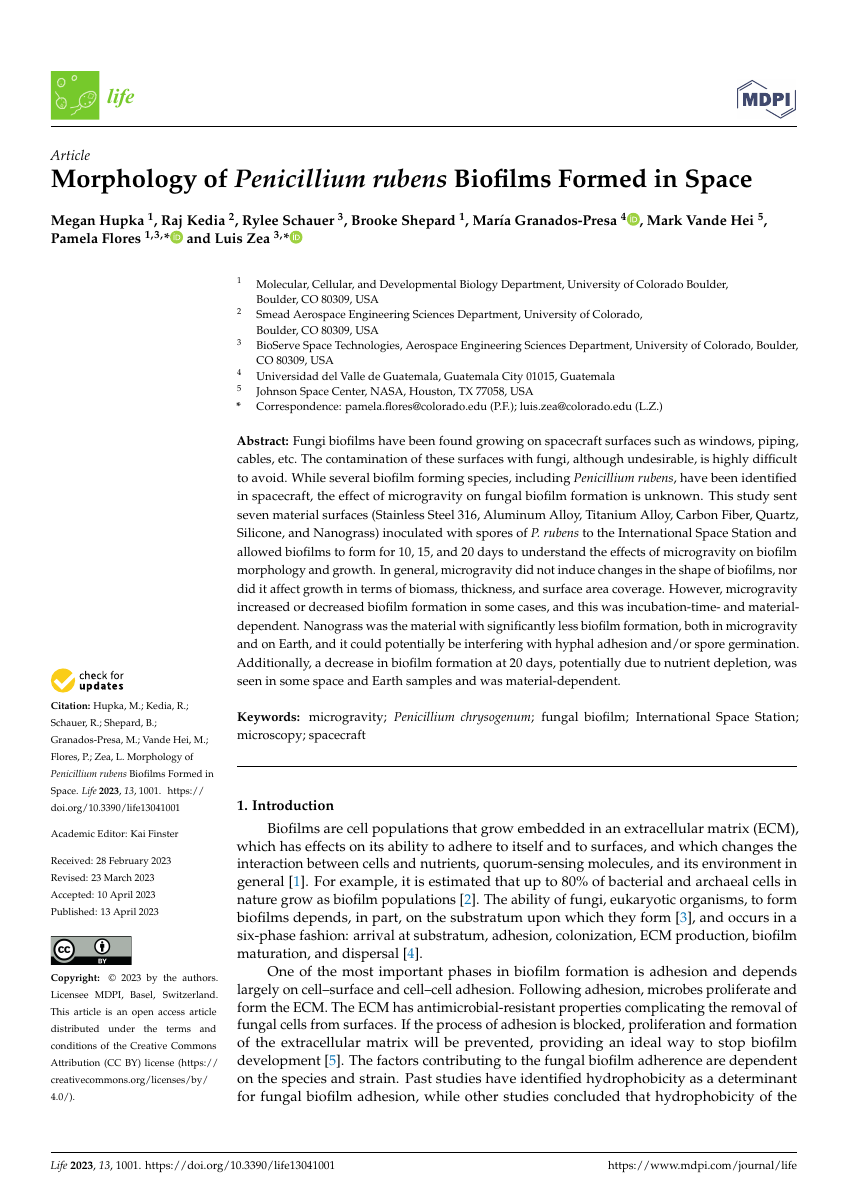 life
MDPI
Article
Morphology of Penicillium rubens Biofilms Formed in Space
Megan Hupka 1, Raj Kedia 2, Rylee Schauer 3, Brooke Shepard 1, María Granados-Presa 4 iD, Mark Vande Hei 5,
Pamela Flores 1,3,* iD and Luis Zea 3,* iD
1 Molecular, Cellular, and Developmental Biology Department, University of Colorado Boulder,
Boulder, CO 80309, USA
2 Smead Aerospace Engineering Sciences Department, University of Colorado,
Boulder, CO 80309, USA
3 BioServe Space Technologies, Aerospace Engineering Sciences Department, University of Colorado, Boulder,
CO 80309, USA
4 Universidad del Valle de Guatemala, Guatemala City 01015, Guatemala
5 Johnson Space Center, NASA, Houston, TX 77058, USA
* Correspondence: pamela.flores@colorado.edu (P.F.); luis.zea@colorado.edu (L.Z.)
Abstract: Fungi biofilms have been found growing on spacecraft surfaces such as windows, piping,
cables, etc. The contamination of these surfaces with fungi, although undesirable, is highly difficult
to avoid. While several biofilm forming species, including Penicillium rubens, have been identified
in spacecraft, the effect of microgravity on fungal biofilm formation is unknown. This study sent
seven material surfaces (Stainless Steel 316, Aluminum Alloy, Titanium Alloy, Carbon Fiber, Quartz,
Silicone, and Nanograss) inoculated with spores of P. rubens to the International Space Station and
allowed biofilms to form for 10, 15, and 20 days to understand the effects of microgravity on biofilm
morphology and growth. In general, microgravity did not induce changes in the shape of biofilms, nor
did it affect growth in terms of biomass, thickness, and surface area coverage. However, microgravity
increased or decreased biofilm formation in some cases, and this was incubation-time- and material-
dependent. Nanograss was the material with significantly less biofilm formation, both in microgravity
and on Earth, and it could potentially be interfering with hyphal adhesion and/or spore germination.
Additionally, a decrease in biofilm formation at 20 days, potentially due to nutrient depletion, was
seen in some space and Earth samples and was material-dependent.
Keywords: microgravity; Penicillium chrysogenum; fungal biofilm; International Space Station;
microscopy; spacecraft
check for
updates
Citation: Hupka, M.; Kedia, R.;
Schauer, R.; Shepard, B.;
Granados-Presa, M.; Vande Hei, M.;
Flores, P.; Zea, L. Morphology of
Penicillium rubens Biofilms Formed in
Space. Life 2023, 13, 1001. https://
doi.org/10.3390/life13041001
Academic Editor: Kai Finster
Received: 28 February 2023
Revised: 23 March 2023
Accepted: 10 April 2023
Published: 13 April 2023
cc BY
Copyright: © 2023 by the authors.
Licensee MDPI, Basel, Switzerland.
This article is an open access article
distributed under the terms and
conditions of the Creative Commons
Attribution (CC BY) license (https://
creativecommons.org/licenses/by/
4.0/).
1. Introduction
Biofilms are cell populations that grow embedded in an extracellular matrix (ECM),
which has effects on its ability to adhere to itself and to surfaces, and which changes the
interaction between cells and nutrients, quorum-sensing molecules, and its environment in
general [1]. For example, it is estimated that up to 80% of bacterial and archaeal cells in
nature grow as biofilm populations [2]. The ability of fungi, eukaryotic organisms, to form
biofilms depends, in part, on the substratum upon which they form [3], and occurs in a
six-phase fashion: arrival at substratum, adhesion, colonization, ECM production, biofilm
maturation, and dispersal [4].
One of the most important phases in biofilm formation is adhesion and depends
largely on cell–surface and cell–cell adhesion. Following adhesion, microbes proliferate and
form the ECM. The ECM has antimicrobial-resistant properties complicating the removal of
fungal cells from surfaces. If the process of adhesion is blocked, proliferation and formation
of the extracellular matrix will be prevented, providing an ideal way to stop biofilm
development [5]. The factors contributing to the fungal biofilm adherence are dependent
on the species and strain. Past studies have identified hydrophobicity as a determinant
for fungal biofilm adhesion, while other studies concluded that hydrophobicity of the
Life 2023, 13, 1001. https://doi.org/10.3390/life13041001
https://www.mdpi.com/journal/life